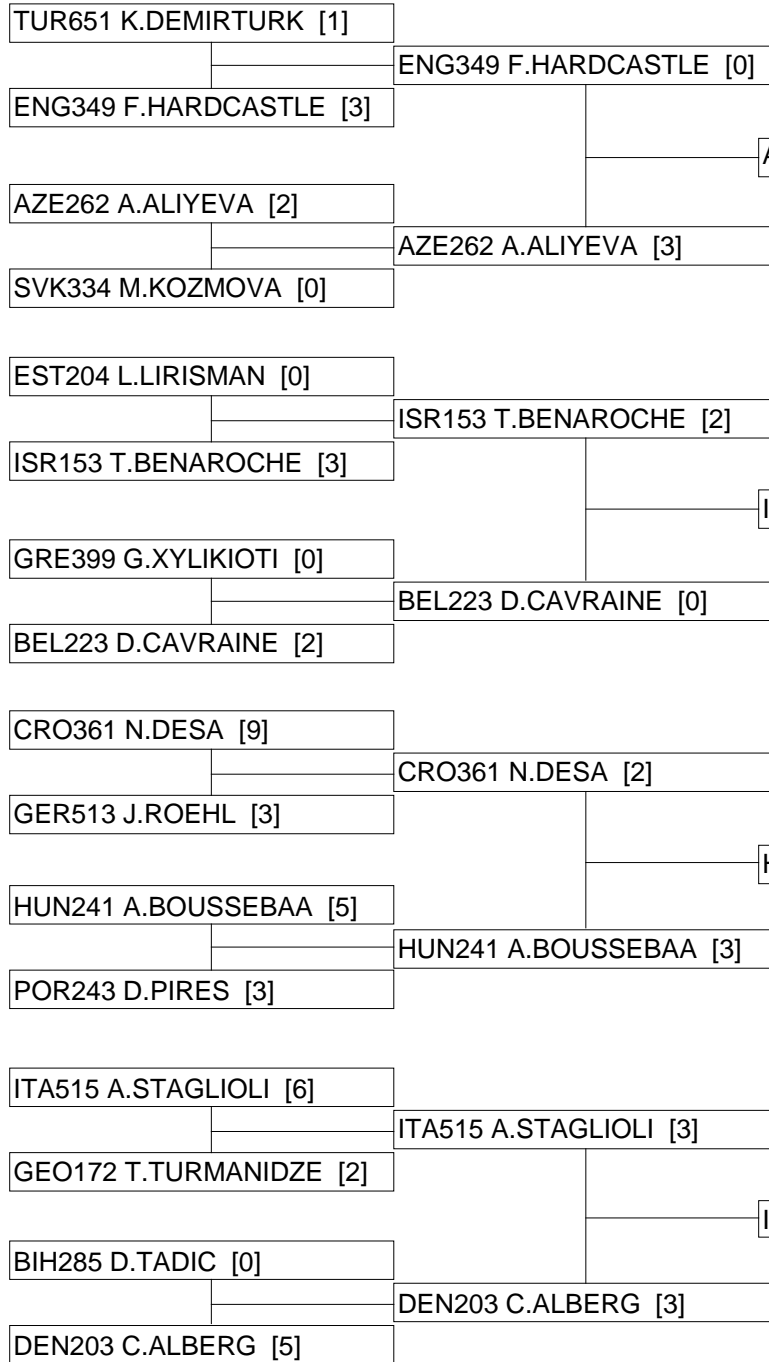 TUR651 K.DEMIRTURK [1]
ENG349 F.HARDCASTLE [0]
ENG349 F.HARDCASTLE [3]
A
AZE262 A.ALIYEVA [2]
AZE262 A.ALIYEVA [3]
SVK334 M.KOZMOVA [0]
EST204 L.LIRISMAN [0]
ISR153 T.BENAROCHE [2]
ISR153 T.BENAROCHE [3]
I
GRE399 G.XYLIKIOTI [0]
BEL223 D.CAVRAINE [0]
BEL223 D.CAVRAINE [2]
CRO361 N.DESA [9]
CRO361 N.DESA [2]
GER513 J.ROEHL [3]
H
HUN241 A.BOUSSEBAA [5]
HUN241 A.BOUSSEBAA [3]
POR243 D.PIRES [3]
ITA515 A.STAGLIOLI [6]
ITA515 A.STAGLIOLI [3]
GEO172 T.TURMANIDZE [2]
I
BIH285 D.TADIC [0]
DEN203 C.ALBERG [3]
DEN203 C.ALBERG [5]